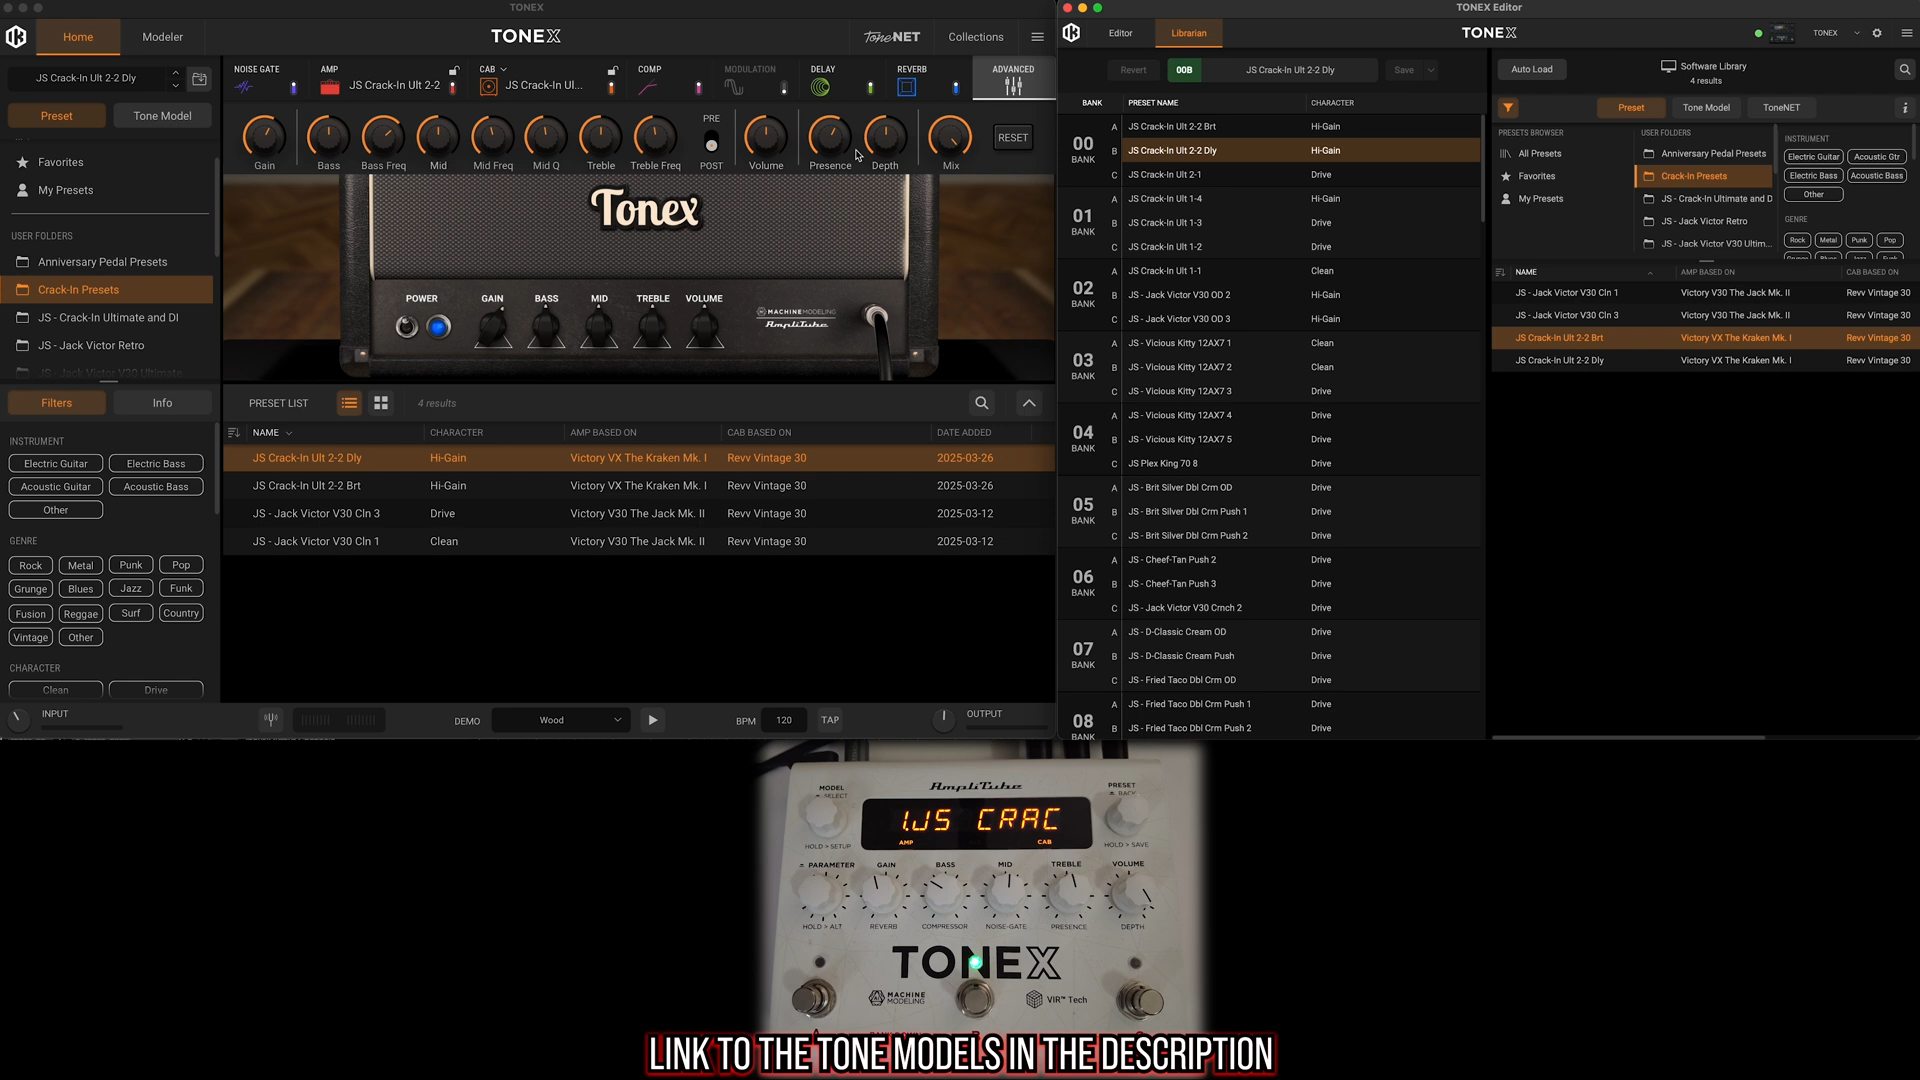 TONEX
Home
Modeler
TONEX
ToneNET
Collections
JS Crack-In Ult 2-2 Dly
NOISE GATE
AMP
JS Crack-In Ult 2-2
CAB
JS Crack-In Ul...
COMP
MODULATION
DELAY
REVERB
ADVANCED
Preset
Tone Model
Gain
Bass
Bass Freq
Mid
Mid Freq
Mid Q
Treble
Treble Freq
PRE
POST
Volume
Presence
Depth
Mix
RESET
Favorites
My Presets
USER FOLDERS
Anniversary Pedal Presets
Crack-In Presets
JS - Crack-In Ultimate and DI
JS - Jack Victor Retro
JS - Jack Victor V30 Ultimate
Tonex
POWER
GAIN
BASS
MID
TREBLE
VOLUME
MACHINE MODELING
AmpliTube
Filters
Info
PRESET LIST
4 results
INSTRUMENT
Electric Guitar
Electric Bass
Acoustic Guitar
Acoustic Bass
Other
GENRE
Rock
Metal
Punk
Pop
Grunge
Blues
Jazz
Funk
Fusion
Reggae
Surf
Country
Vintage
Other
CHARACTER
Clean
Drive
NAME CHARACTER AMP BASED ON CAB BASED ON DATE ADDED
JS Crack-In Ult 2-2 Dly Hi-Gain Victory VX The Kraken Mk. I Revv Vintage 30 2025-03-26
JS Crack-In Ult 2-2 Brt Hi-Gain Victory VX The Kraken Mk. I Revv Vintage 30 2025-03-26
JS - Jack Victor V30 Cln 3 Drive Victory V30 The Jack Mk. II Revv Vintage 30 2025-03-12
JS - Jack Victor V30 Cln 1 Clean Victory V30 The Jack Mk. II Revv Vintage 30 2025-03-12
INPUT
DEMO
Wood
BPM
120
TAP
OUTPUT
TONEX Editor
Editor
Librarian
TONEX
TONEX
Revert
00B
JS Crack-In Ult 2-2 Dly
Save
BANK PRESET NAME CHARACTER
00 BANK
A JS Crack-In Ult 2-2 Brt Hi-Gain
B JS Crack-In Ult 2-2 Dly Hi-Gain
C JS Crack-In Ult 2-1 Drive
01 BANK
A JS Crack-In Ult 1-4 Hi-Gain
B JS Crack-In Ult 1-3 Drive
C JS Crack-In Ult 1-2 Drive
02 BANK
A JS Crack-In Ult 1-1 Clean
B JS - Jack Victor V30 OD 2 Hi-Gain
C JS - Jack Victor V30 OD 3 Hi-Gain
03 BANK
A JS - Vicious Kitty 12AX7 1 Clean
B JS - Vicious Kitty 12AX7 2 Clean
C JS - Vicious Kitty 12AX7 3 Drive
04 BANK
A JS - Vicious Kitty 12AX7 4 Drive
B JS - Vicious Kitty 12AX7 5 Drive
C JS Plex King 70 8 Drive
05 BANK
A JS - Brit Silver Dbl Crm OD Drive
B JS - Brit Silver Dbl Crm Push 1 Drive
C JS - Brit Silver Dbl Crm Push 2 Drive
06 BANK
A JS - Cheef-Tan Push 2 Drive
B JS - Cheef-Tan Push 3 Drive
C JS - Jack Victor V30 Crnch 2 Drive
07 BANK
A JS - D-Classic Cream OD Drive
B JS - D-Classic Cream Push Drive
C JS - Fried Taco Dbl Crm OD Drive
08 BANK
A JS - Fried Taco Dbl Crm Push 1 Drive
B JS - Fried Taco Dbl Crm Push 2 Drive
Auto Load
Software Library
4 results
Preset
Tone Model
ToneNET
PRESETS BROWSER
All Presets
Favorites
My Presets
USER FOLDERS
Anniversary Pedal Presets
Crack-In Presets
JS - Crack-In Ultimate and D
JS - Jack Victor Retro
JS - Jack Victor V30 Ultim...
INSTRUMENT
Electric Guitar
Acoustic Gtr
Electric Bass
Acoustic Bass
Other
GENRE
Rock
Metal
Punk
Pop
NAME AMP BASED ON CAB BASED ON
JS - Jack Victor V30 Cln 1 Victory V30 The Jack Mk. II Revv Vintage 30
JS - Jack Victor V30 Cln 3 Victory V30 The Jack Mk. II Revv Vintage 30
JS Crack-In Ult 2-2 Brt Victory VX The Kraken Mk. I Revv Vintage 30
JS Crack-In Ult 2-2 Dly Victory VX The Kraken Mk. I Revv Vintage 30
AmpliTube
MODEL
SELECT
HOLD > SETUP
1.JS CRAC
AMP
CAB
PRESET
BACK
HOLD > SAVE
PARAMETER
GAIN
BASS
MID
TREBLE
VOLUME
HOLD > ALT
REVERB
COMPRESSOR
NOISE-GATE
PRESENCE
DEPTH
TONEX
MACHINE MODELING
VIR™ Tech
LINK TO THE TONE MODELS IN THE DESCRIPTION